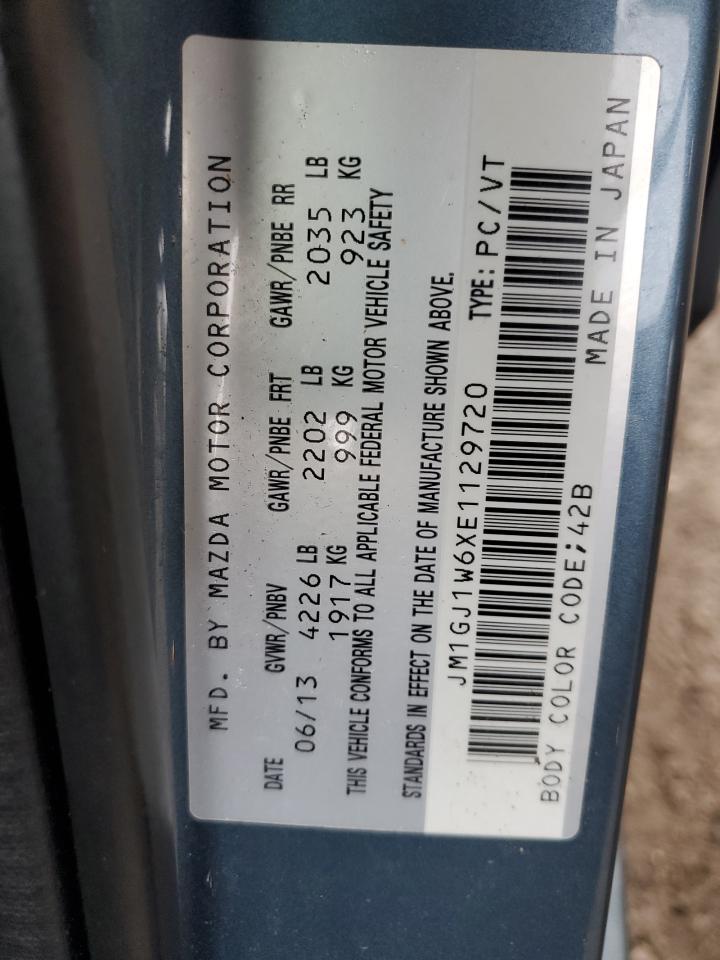 MFD. BY MAZDA MOTOR CORPORATION
DATE GVWR/PNBV GAWR/PNBE FRT GAWR/PNBE RR
06/13 4226 LB 2202 LB 2035 LB
1917 KG 999 KG 923 KG
THIS VEHICLE CONFORMS TO ALL APPLICABLE FEDERAL MOTOR VEHICLE SAFETY
STANDARDS IN EFFECT ON THE DATE OF MANUFACTURE SHOWN ABOVE.
JM1GJ1W6XE1129720 TYPE: PC/VT
BODY COLOR CODE;42B MADE IN JAPAN